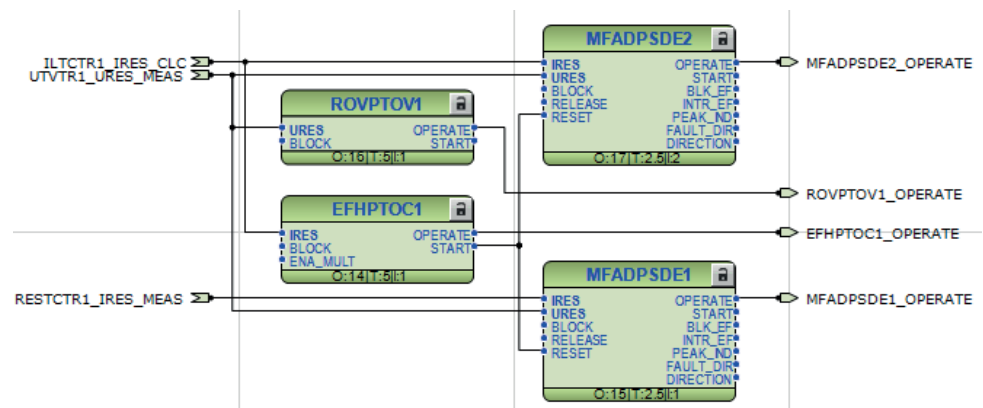 MFADPSDE2
ILTCTR1_IRES_CLC
UTVTR1_URES_MEAS
IRES
URES
BLOCK
RELEASE
RESET
OPERATE
START
BLK_EF
INTR_EF
PEAK_IND
FAULT_DIR
DIRECTION
O:17|T:2.5|I:2
MFADPSDE2_OPERATE
ROVPTOV1
URES
BLOCK
OPERATE
START
O:16|T:5|I:1
ROVPTOV1_OPERATE
EFHPTOC1
IRES
BLOCK
ENA_MULT
OPERATE
START
O:14|T:5|I:1
EFHPTOC1_OPERATE
MFADPSDE1
RESTCTR1_IRES_MEAS
IRES
URES
BLOCK
RELEASE
RESET
OPERATE
START
BLK_EF
INTR_EF
PEAK_IND
FAULT_DIR
DIRECTION
O:15|T:2.5|I:1
MFADPSDE1_OPERATE